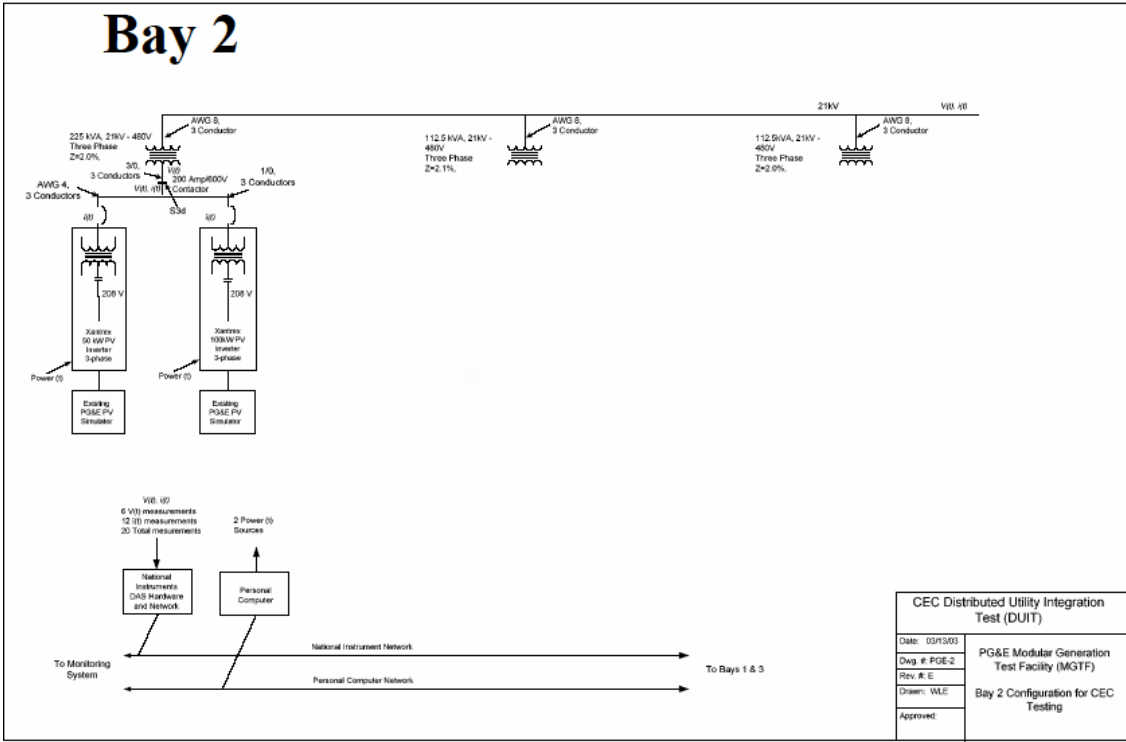 Bay 2
21kV
V(t), i(t)
AWG 8,
3 Conductor
225 kVA, 21kV - 480V
Three Phase
Z=2.0%,
AWG 8,
3 Conductor
112.5 kVA, 21kV -
480V
Three Phase
Z=2.1%,
AWG 8,
3 Conductor
112.5kVA, 21kV -
480V
Three Phase
Z=2.0%,
3/0,
3 Conductors
V(t)
200 Amp/600V
Contactor
V(t), i(t)
S3d
AWG 4,
3 Conductors
1/0,
3 Conductors
i(t)
i(t)
208 V
208 V
Xantrex
50 kW PV
Inverter
3-phase
Xantrex
100kW PV
Inverter
3-phase
Power (t)
Power (t)
Existing
PG&E PV
Simulator
Existing
PG&E PV
Simulator
V(t), i(t)
6 V(t) measurements
12 i(t) measurements
20 Total mesurements
2 Power (t)
Sources
National
Instruments
DAS Hardware
and Network
Personal
Computer
National Instrument Network
To Monitoring
System
To Bays 1 & 3
Personal Computer Network
CEC Distributed Utility Integration
Test (DUIT)
Date: 03/13/03
Dwg. #: PGE-2
Rev. #: E
Drawn: WLE
Approved:
PG&E Modular Generation
Test Facility (MGTF)
Bay 2 Configuration for CEC
Testing